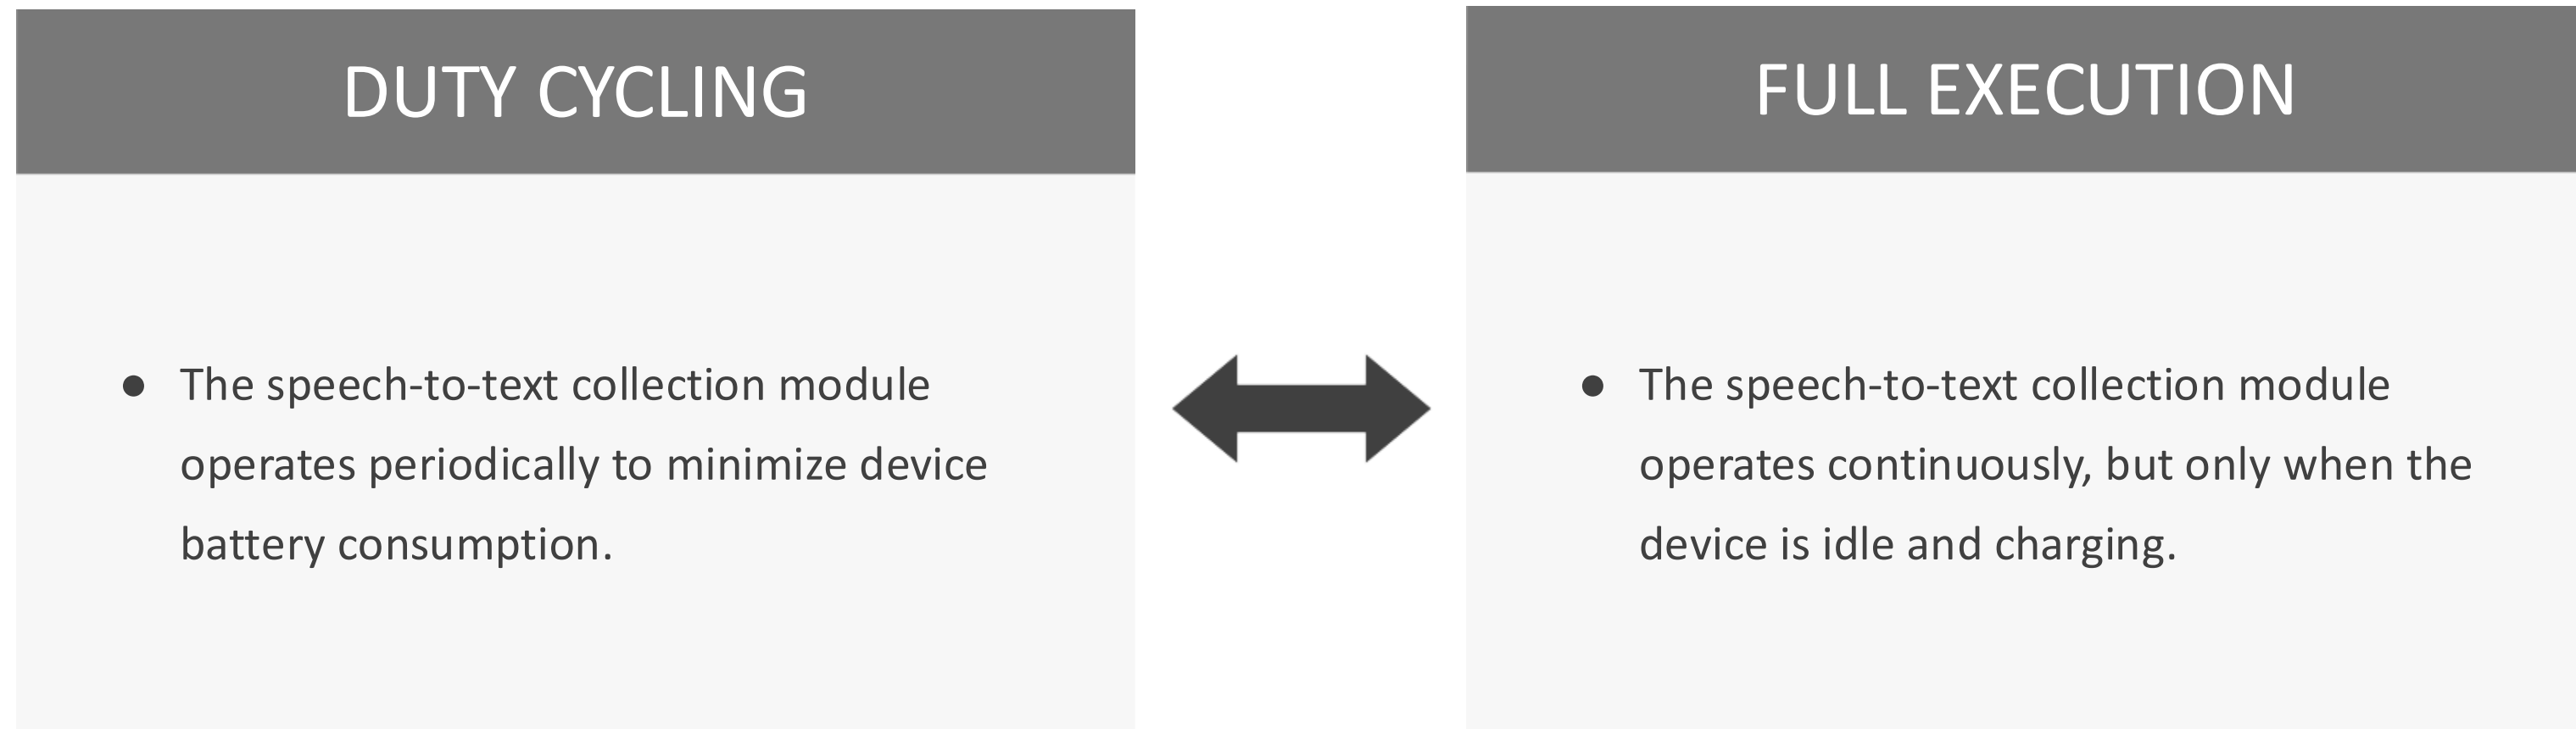 DUTY CYCLING
● The speech-to-text collection module
operates periodically to minimize device
battery consumption.
FULL EXECUTION
● The speech-to-text collection module
operates continuously, but only when the
device is idle and charging.